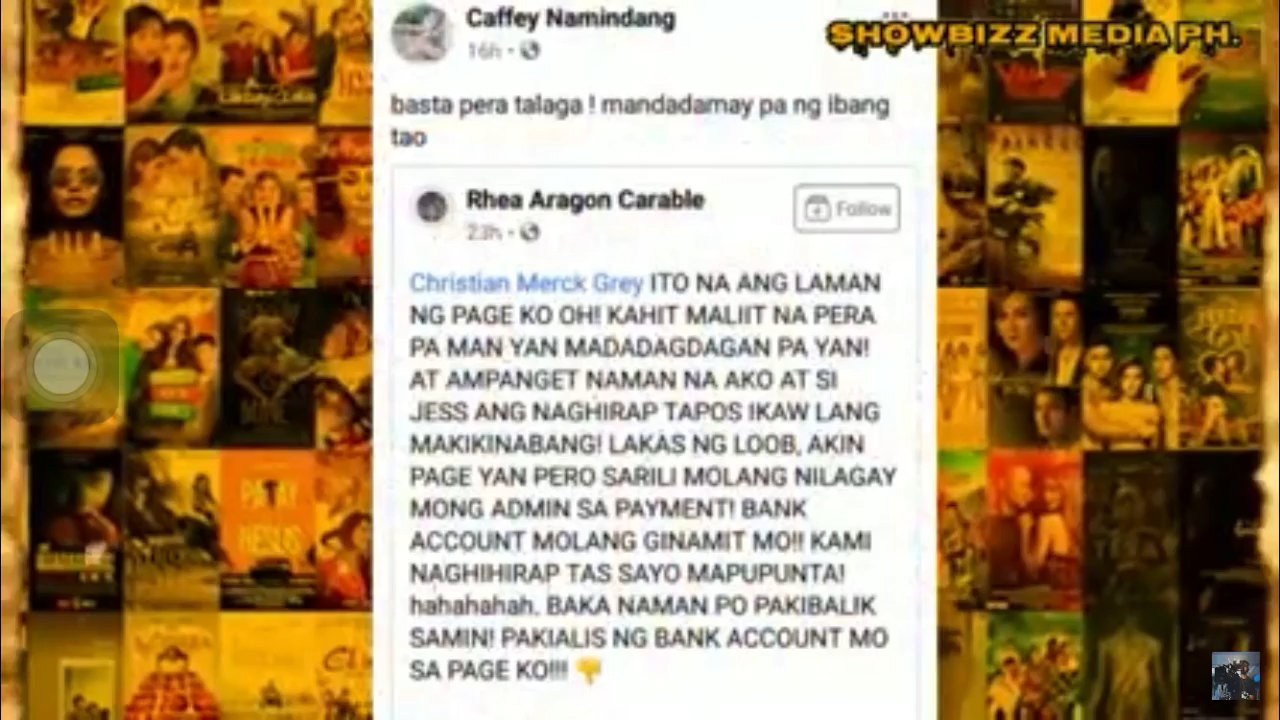 Caffey Namindang
SHOWBIZZ MEDIA PH.
16h
basta pera talaga ! mandadamay pa ng ibang
tao
Rhea Aragon Carable
Follow
23h
Christian Merck Grey ITO NA ANG LAMAN
NG PAGE KO OH! KAHIT MALIIT NA PERA
PA MAN YAN MADADAGDAGAN PA YAN!
AT AMPANGET NAMAN NA AKO AT SI
JESS ANG NAGHIRAP TAPOS IKAW LANG
MAKIKINABANG! LAKAS NG LOOB, AKIN
PAGE YAN PERO SARILI MOLANG NILAGAY
MONG ADMIN SA PAYMENT! BANK
ACCOUNT MOLANG GINAMIT MO!! KAMI
NAGHIHIRAP TAS SAYO MAPUPUNTA!
hahahahah. BAKA NAMAN PO PAKIBALIK
SAMIN! PAKIALIS NG BANK ACCOUNT MO
SA PAGE KO!!! 👎